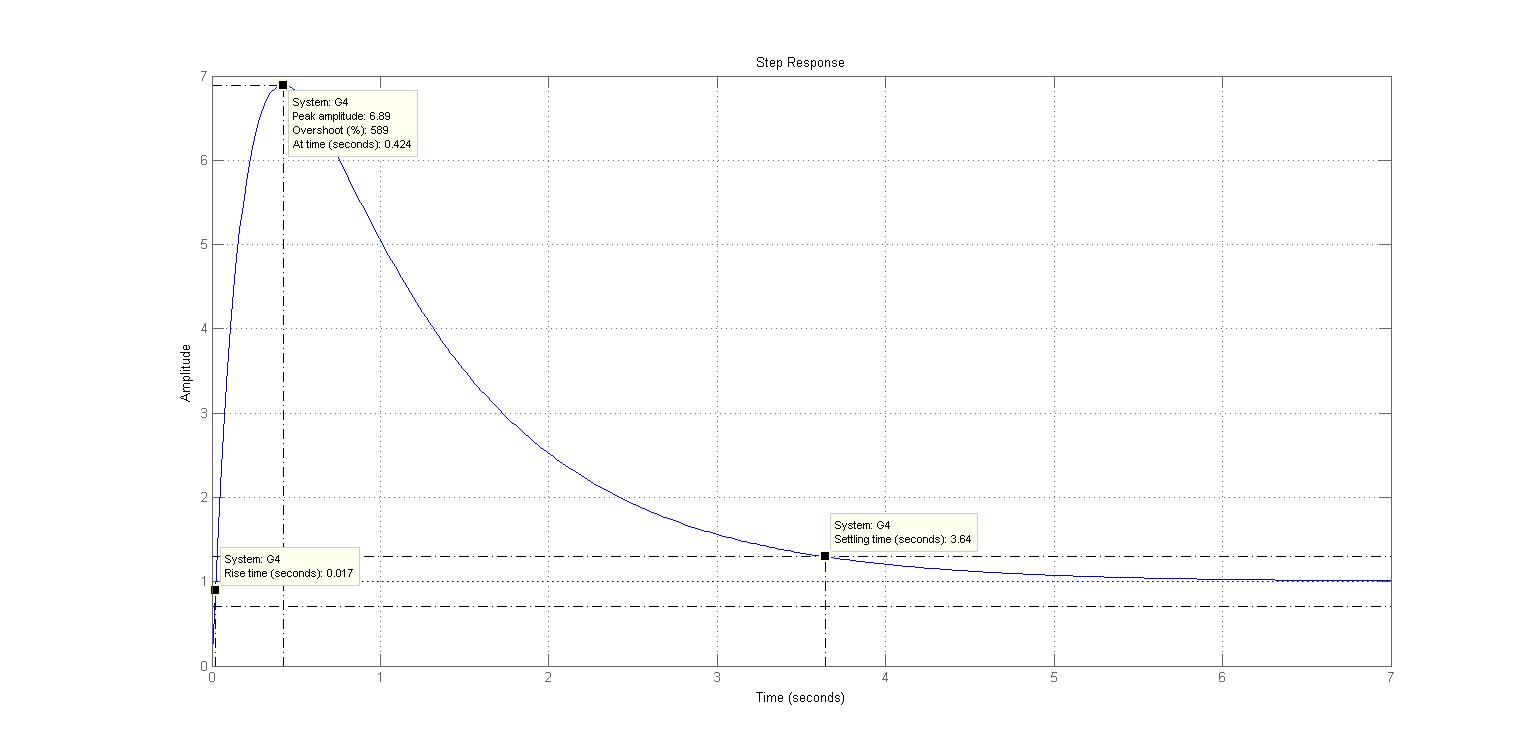 Step Response
7
System: G4
Peak amplitude: 6.89
Overshoot (%): 589
At time (seconds): 0.424
6
5
4
Amplitude
3
2
System: G4
Settling time (seconds): 3.64
System: G4
Rise time (seconds): 0.017
1
0
0 1 2 3 4 5 6 7
Time (seconds)